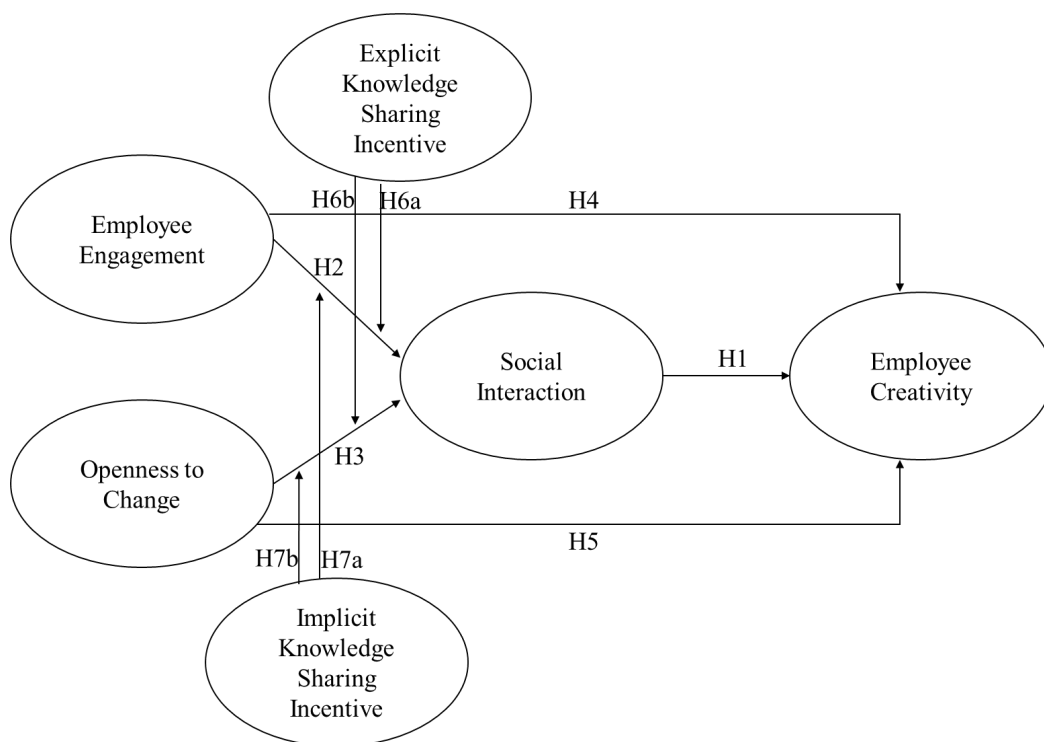 Explicit
Knowledge
Sharing
Incentive
H6b
H6a
H4
Employee
Engagement
H2
Social
Interaction
H1
Employee
Creativity
H3
Openness to
Change
H5
H7b
H7a
Implicit
Knowledge
Sharing
Incentive